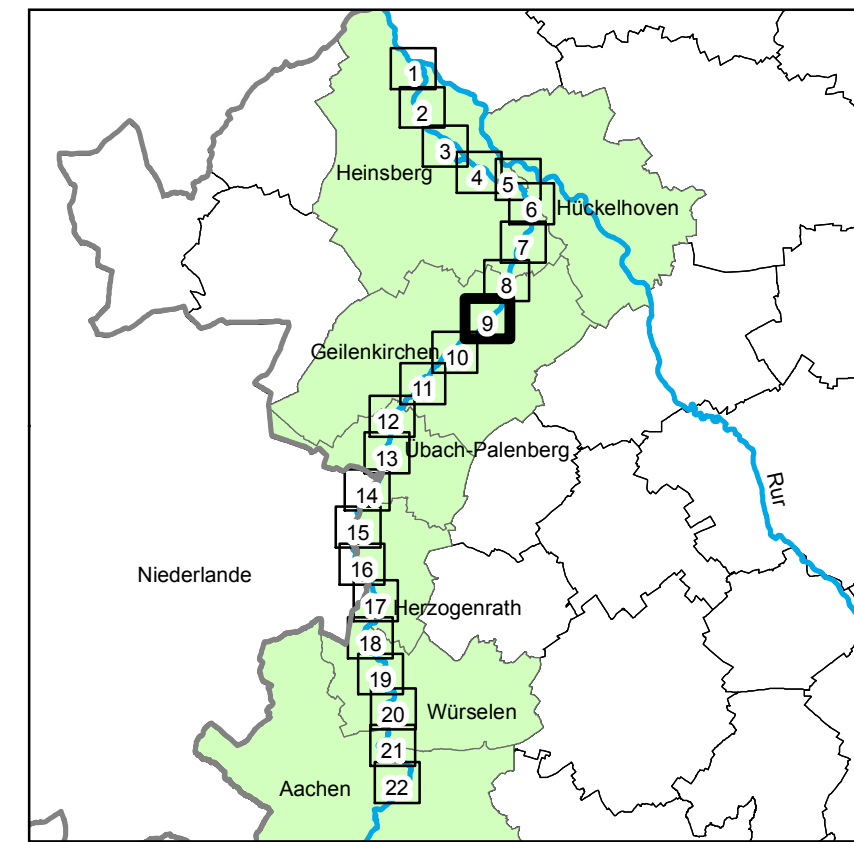 1
2
3
Heinsberg
4
5
6
Hückelhoven
7
8
9
Geilenkirchen
10
11
12
Übach-Palenberg
13
14
Rur
15
Niederlande
16
17
Herzogenrath
18
19
20
Würselen
21
Aachen
22